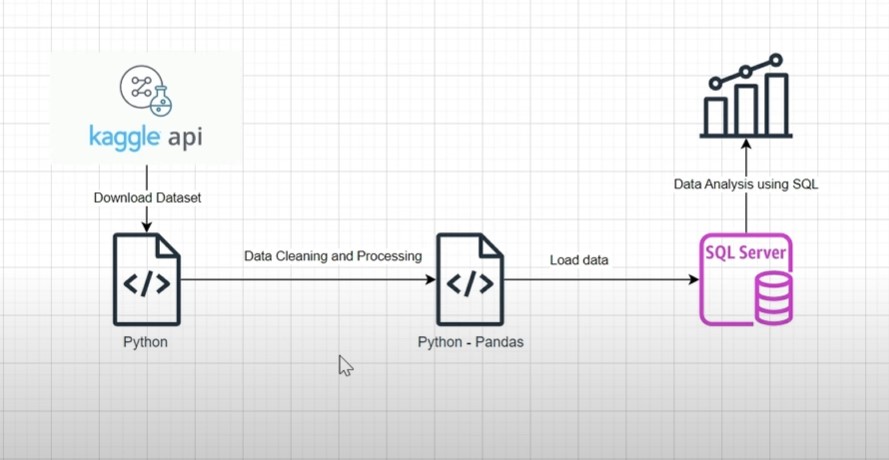 kaggle api
Download Dataset
Data Cleaning and Processing
Load data
Data Analysis using SQL
SQL Server
</>
</>
Python
Python - Pandas